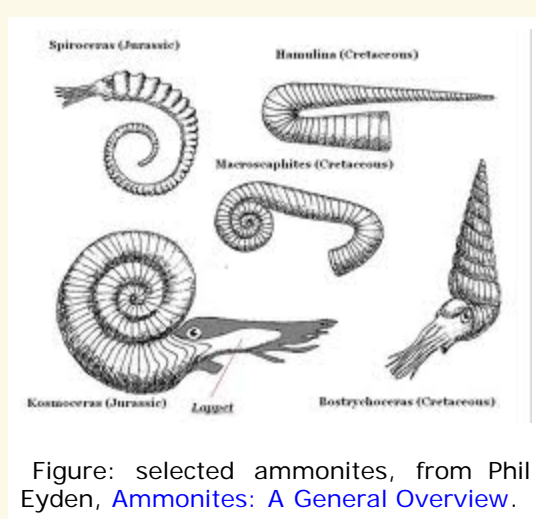 Spiroceras (Jurassic)
Hamulina (Cretaceous)
Macroscaphites (Cretaceous)
Kosmoceras (Jurassic)
Lappet
Bostrychoceras (Cretaceous)
Figure: selected ammonites, from Phil
Eyden, Ammonites: A General Overview.